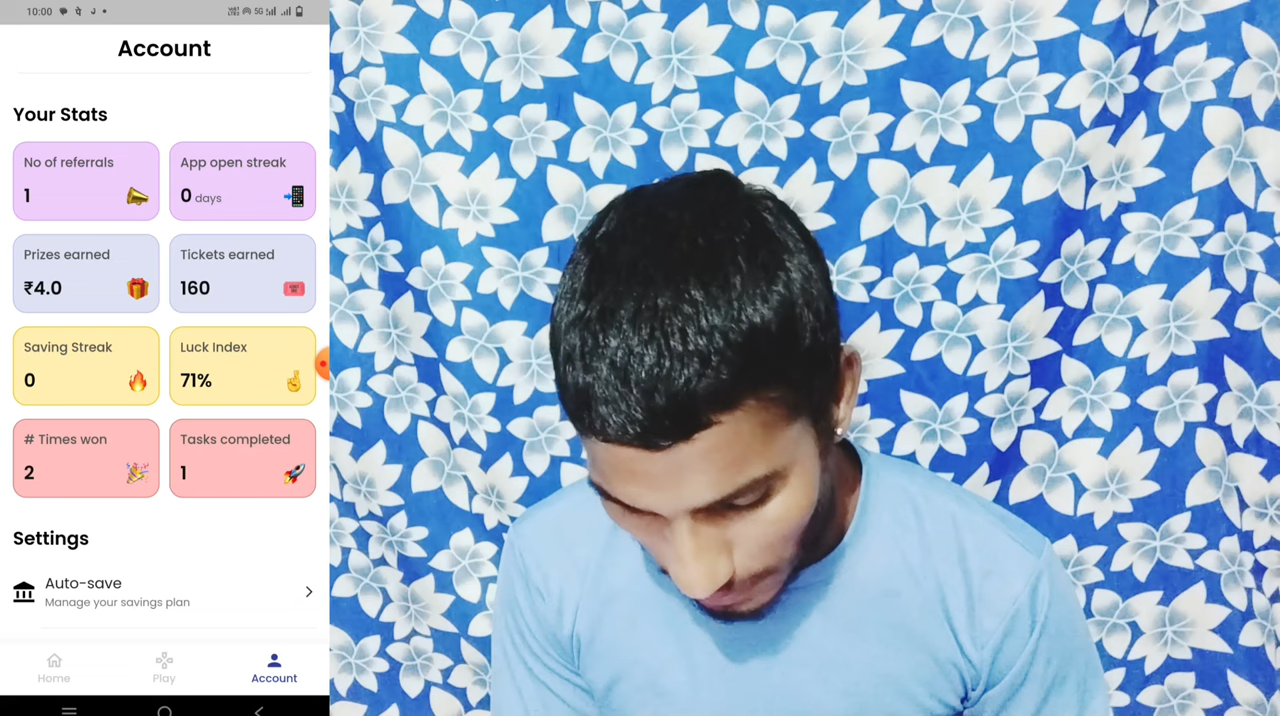 10:00
5G
Account
Your Stats
No of referrals
1
App open streak
0 days
Prizes earned
₹4.0
Tickets earned
160
Saving Streak
0
Luck Index
71%
# Times won
2
Tasks completed
1
Settings
Auto-save
Manage your savings plan
Home
Play
Account